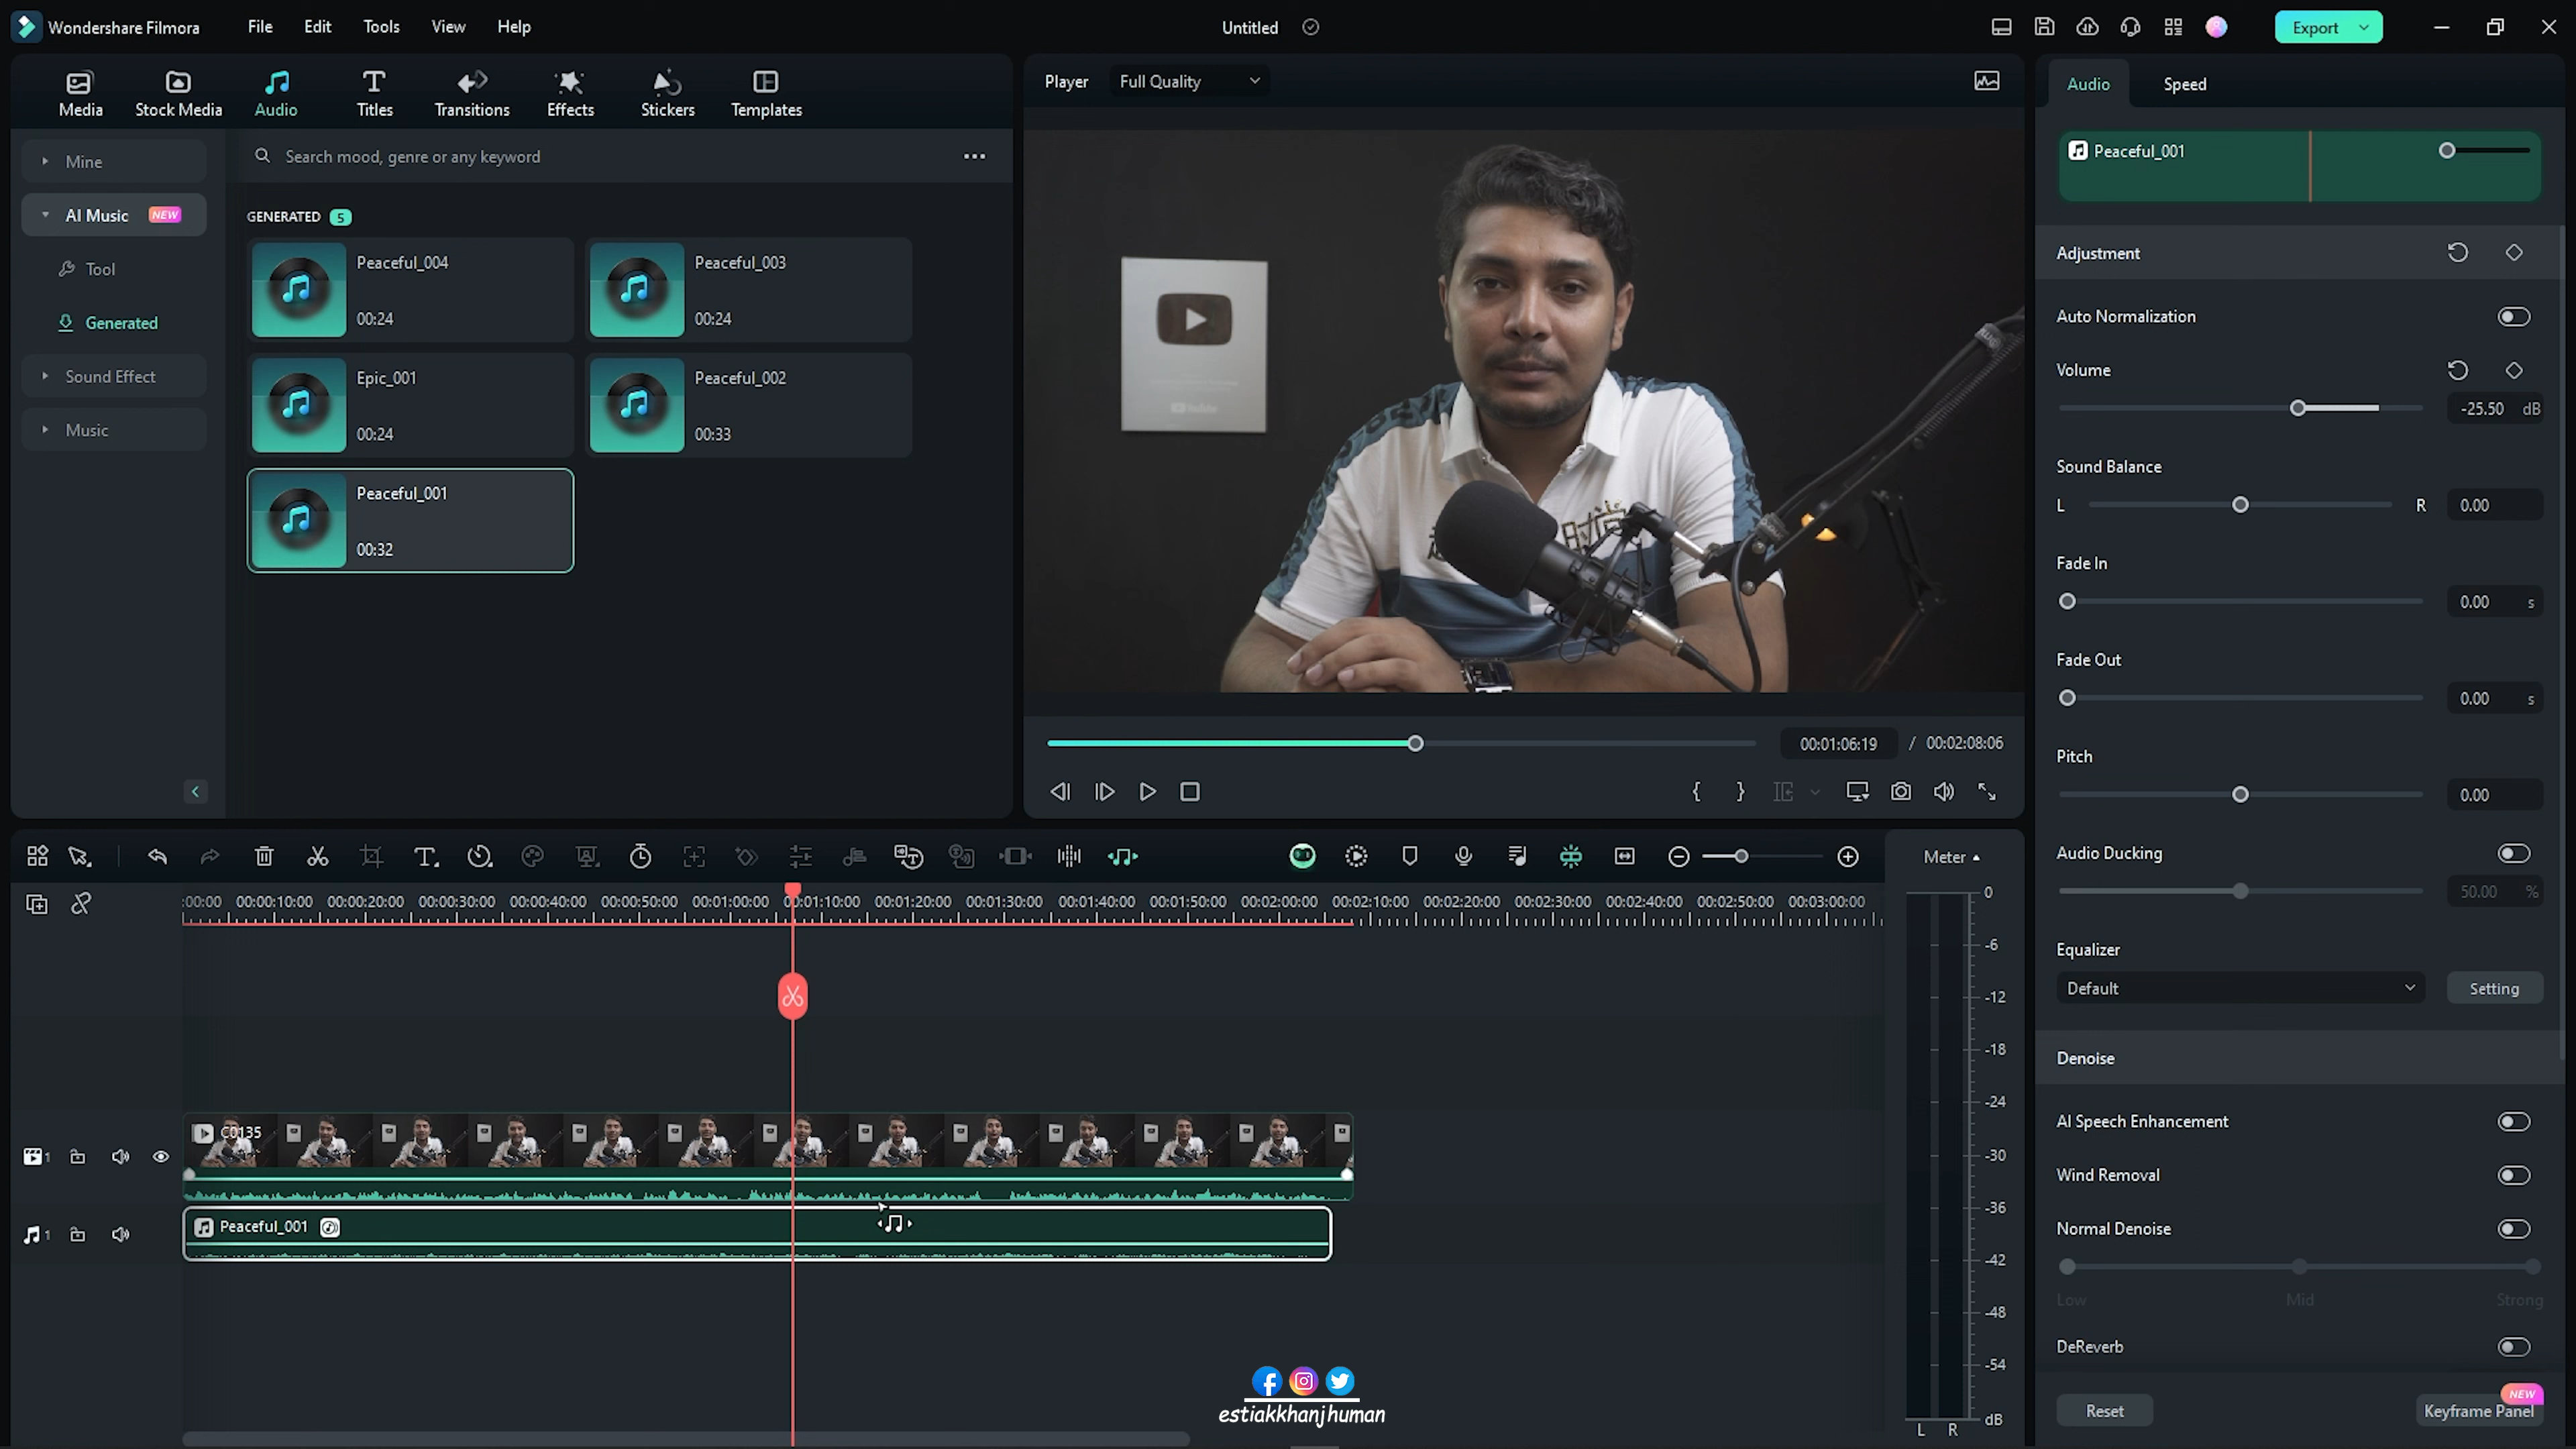 Wondershare Filmora
File Edit Tools View Help
Untitled
Export
Media
Stock Media
Audio
Titles
Transitions
Effects
Stickers
Templates
Mine
AI Music NEW
Tool
Generated
Sound Effect
Music
Search mood, genre or any keyword
GENERATED 5
Peaceful_004
00:24
Peaceful_003
00:24
Epic_001
00:24
Peaceful_002
00:33
Peaceful_001
00:32
Player Full Quality
YouTube
时尚
00:01:06:19 / 00:02:08:06
Audio Speed
Peaceful_001
Adjustment
Auto Normalization
Volume
-25.50 dB
Sound Balance
L R 0.00
Fade In
0.00 s
Fade Out
0.00 s
Pitch
0.00
Audio Ducking
50.00 %
Equalizer
Default Setting
Denoise
AI Speech Enhancement
Wind Removal
Normal Denoise
Low Mid Strong
DeReverb
Reset
NEW
Keyframe Panel
Meter
:00:00 00:00:10:00 00:00:20:00 00:00:30:00 00:00:40:00 00:00:50:00 00:01:00:00 00:01:10:00 00:01:20:00 00:01:30:00 00:01:40:00 00:01:50:00 00:02:00:00 00:02:10:00 00:02:20:00 00:02:30:00 00:02:40:00 00:02:50:00 00:03:00:00
0
-6
-12
-18
-24
-30
-36
-42
-48
-54
dB
L R
1
C0135
1
Peaceful_001
estiakkhanjhuman